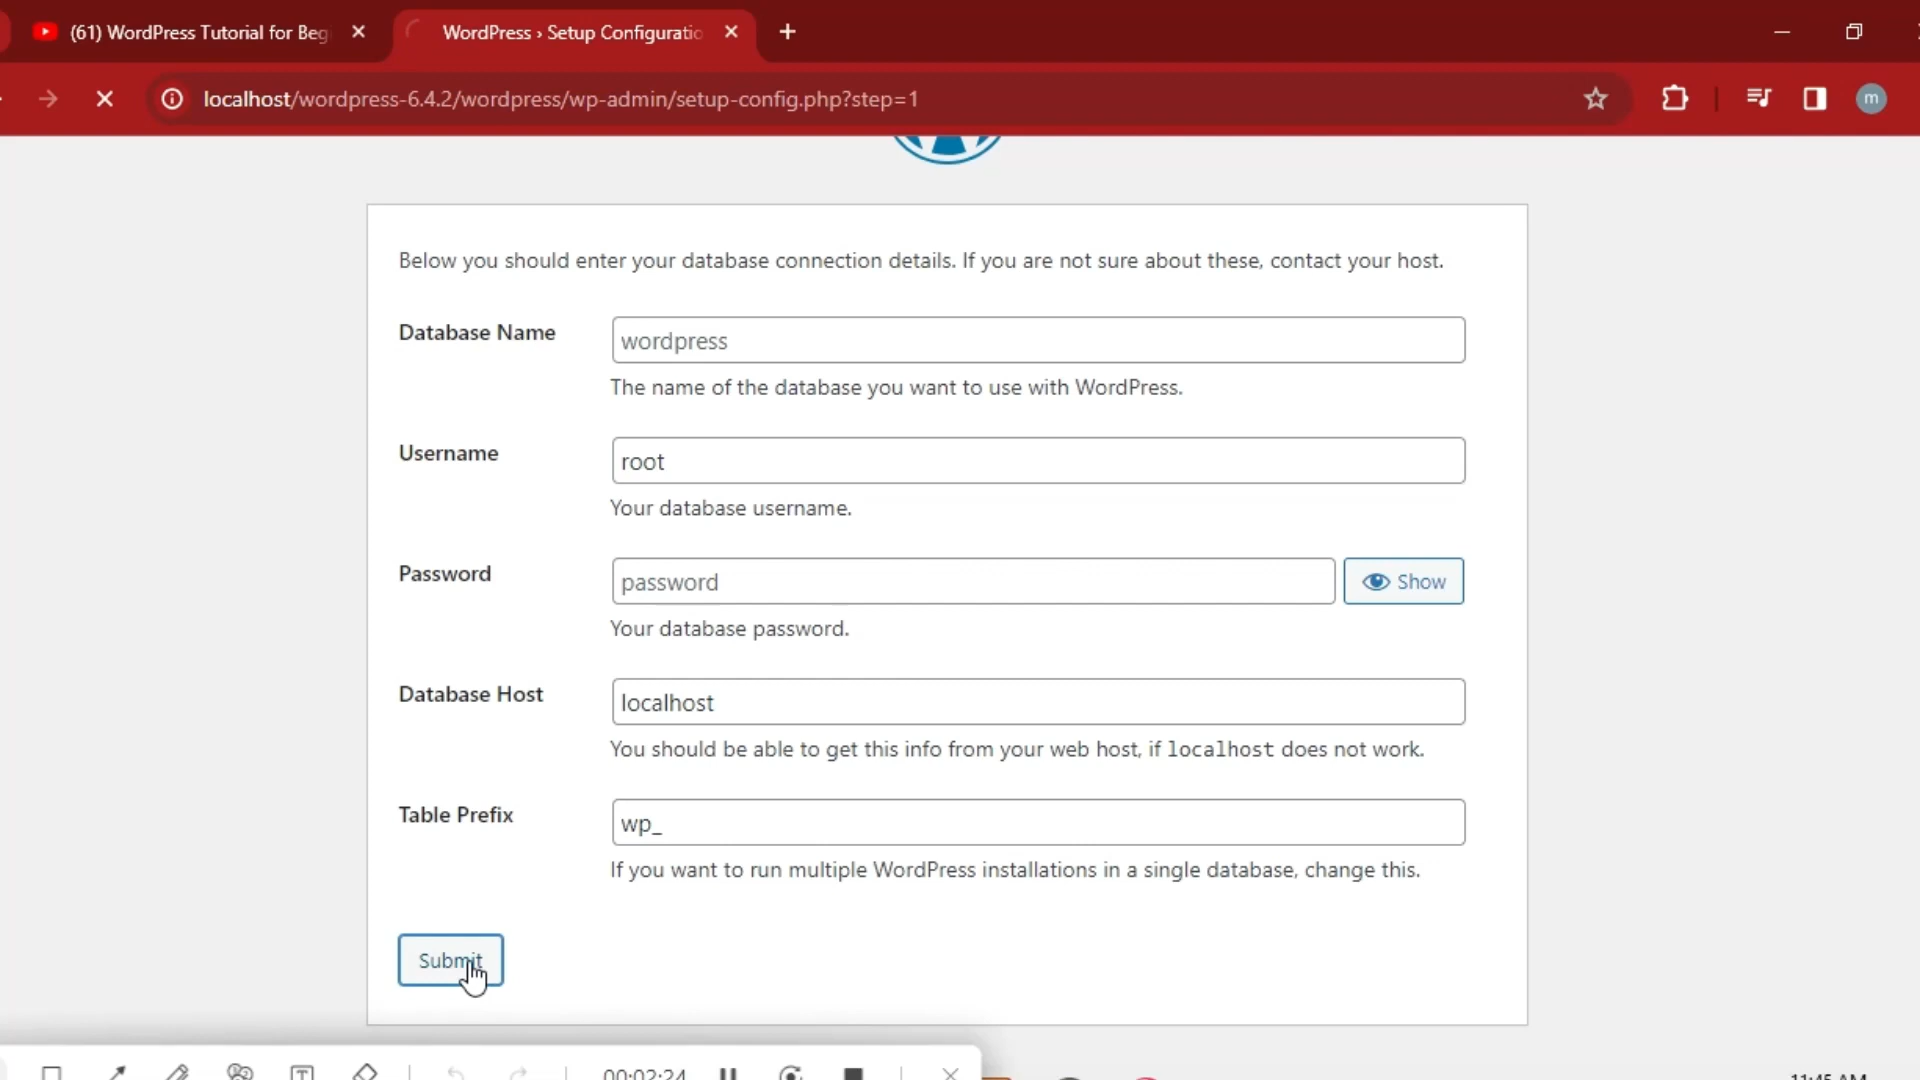 (61) WordPress Tutorial for Beg
WordPress › Setup Configuratio
localhost/wordpress-6.4.2/wordpress/wp-admin/setup-config.php?step=1
m
Below you should enter your database connection details. If you are not sure about these, contact your host.
Database Name
wordpress
The name of the database you want to use with WordPress.
Username
root
Your database username.
Password
password
Show
Your database password.
Database Host
localhost
You should be able to get this info from your web host, if localhost does not work.
Table Prefix
wp_
If you want to run multiple WordPress installations in a single database, change this.
Submit
00:02:24
11:45 AM